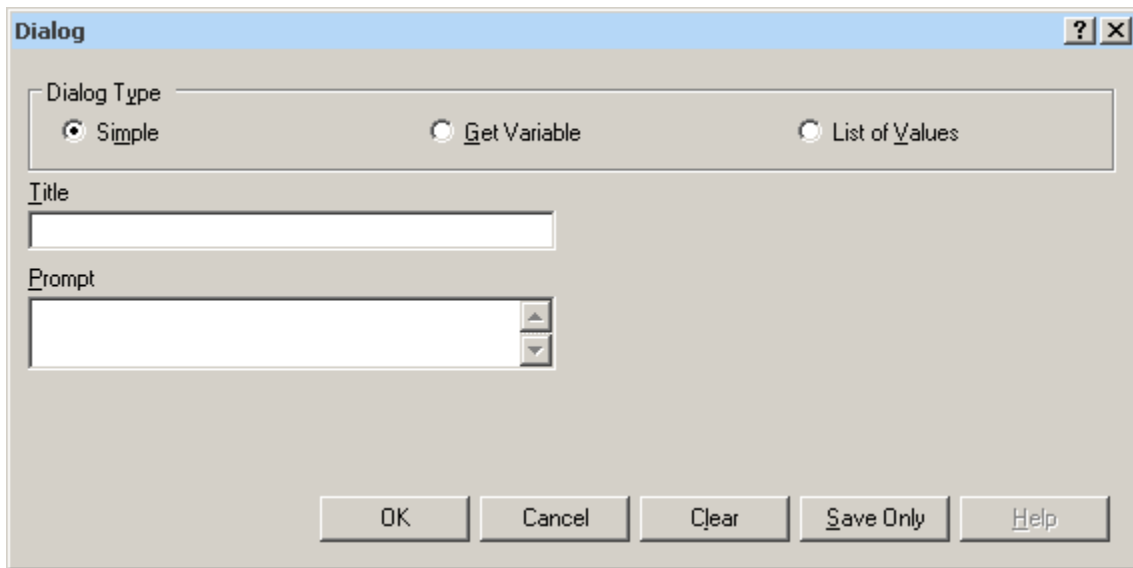 Dialog ? X
Dialog Type
Simple Get Variable List of Values
Title
Prompt
OK Cancel Clear Save Only Help